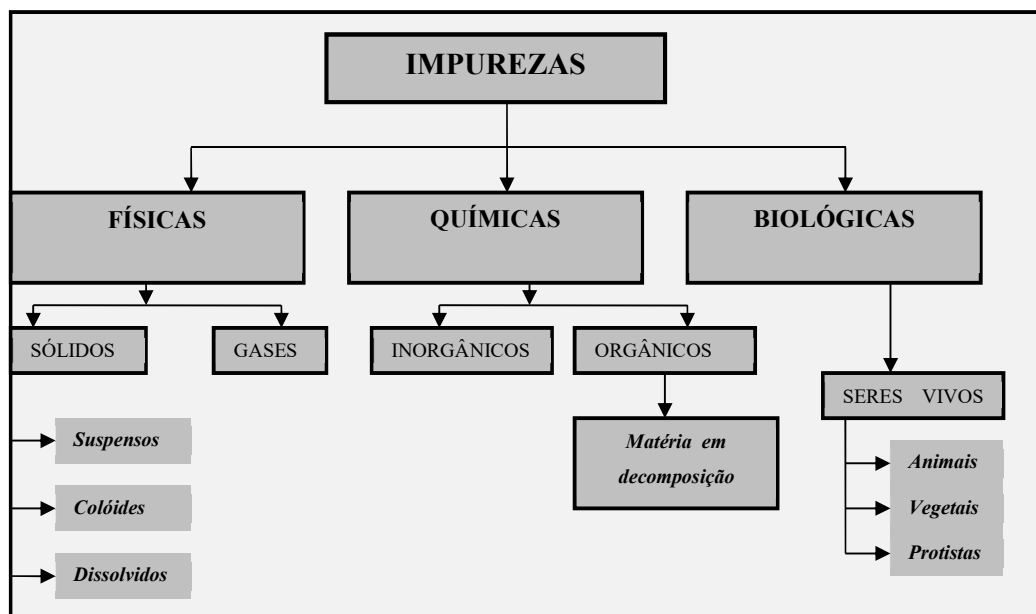 IMPUREZAS
FÍSICAS
QUÍMICAS
BIOLÓGICAS
SÓLIDOS
GASES
INORGÂNICOS
ORGÂNICOS
SERES VIVOS
Suspensos
Colóides
Dissolvidos
Matéria em
decomposição
Animais
Vegetais
Protistas